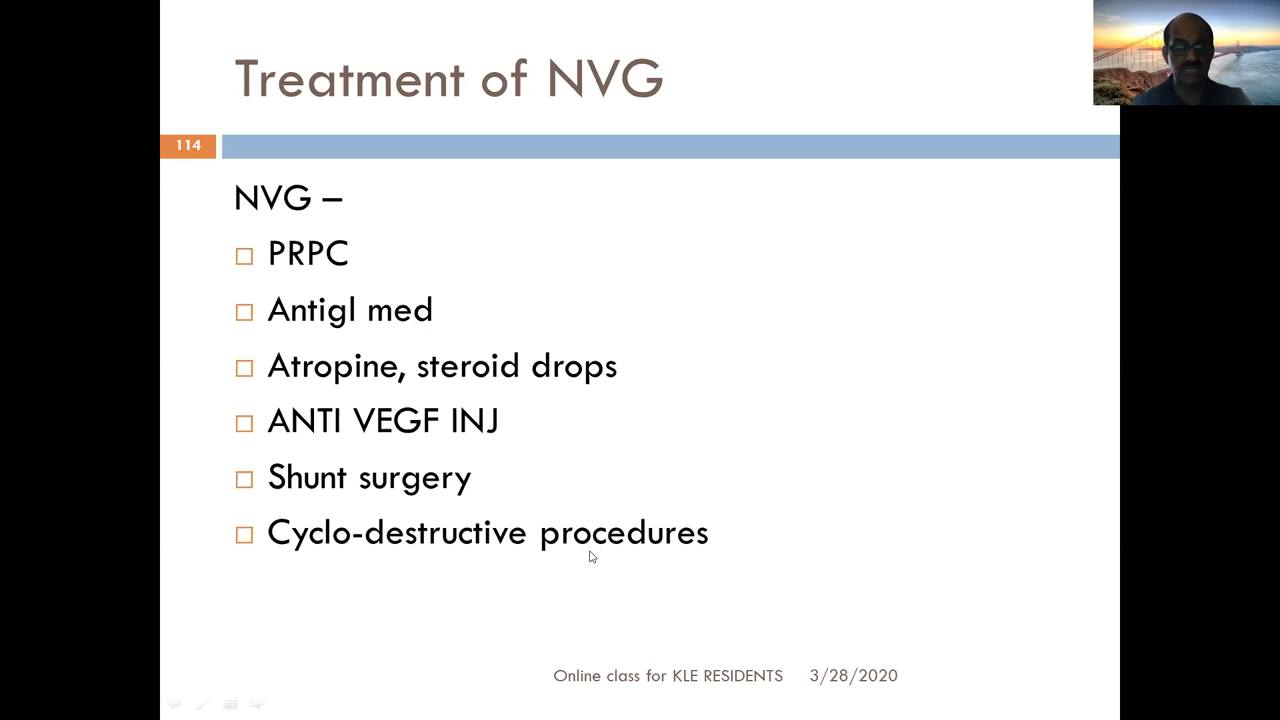 Treatment of NVG
114
NVG –
PRPC
Antigl med
Atropine, steroid drops
ANTI VEGF INJ
Shunt surgery
Cyclo-destructive procedures
Online class for KLE RESIDENTS 3/28/2020